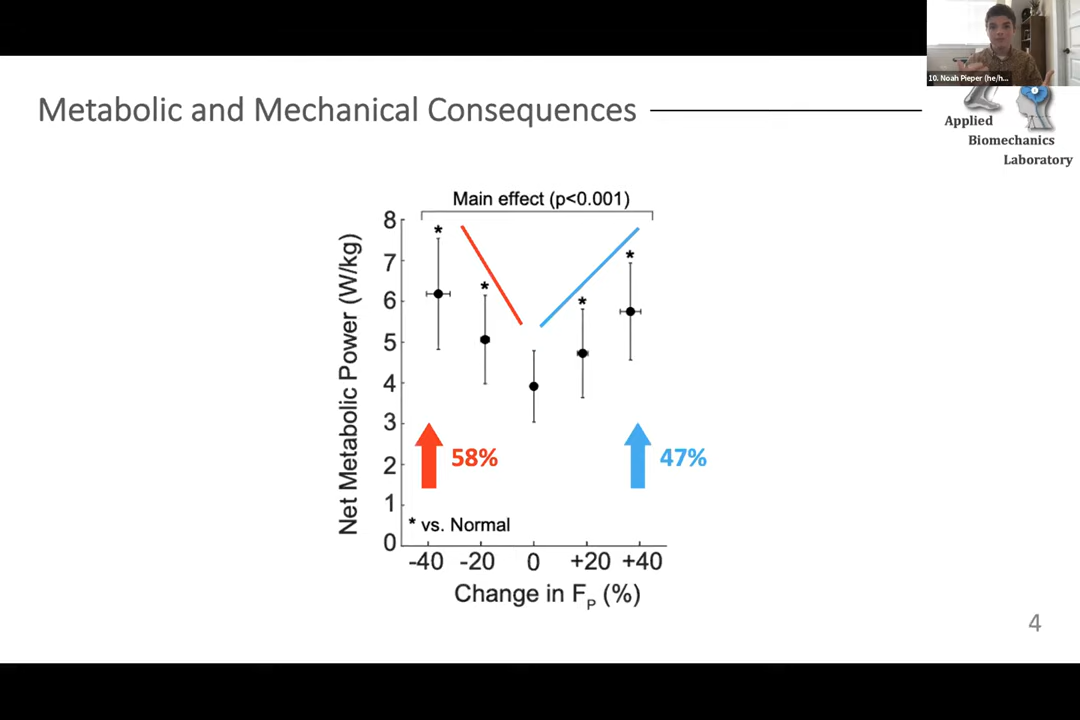 10. Noah Pieper (he/h...
Metabolic and Mechanical Consequences
Applied
Biomechanics
Laboratory
Main effect (p<0.001)
Net Metabolic Power (W/kg)
8
7
6
5
4
3
2
1
0
*
*
*
*
58%
47%
* vs. Normal
-40 -20 0 +20 +40
Change in FP (%)
4